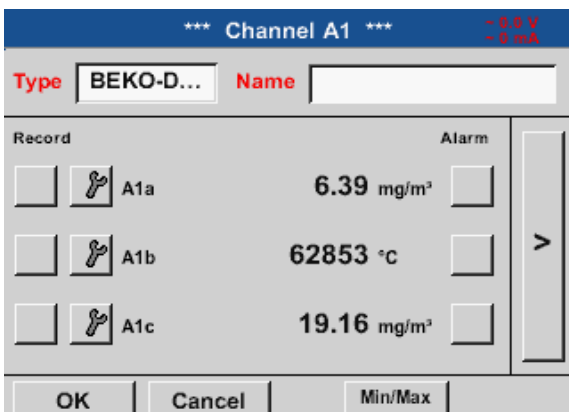 *** Channel A1 ***
~ 0.0 V
~ 0 mA
Type BEKO-D... Name
Record Alarm
A1a 6.39 mg/m³
A1b 62853 °C
>
A1c 19.16 mg/m³
OK Cancel Min/Max